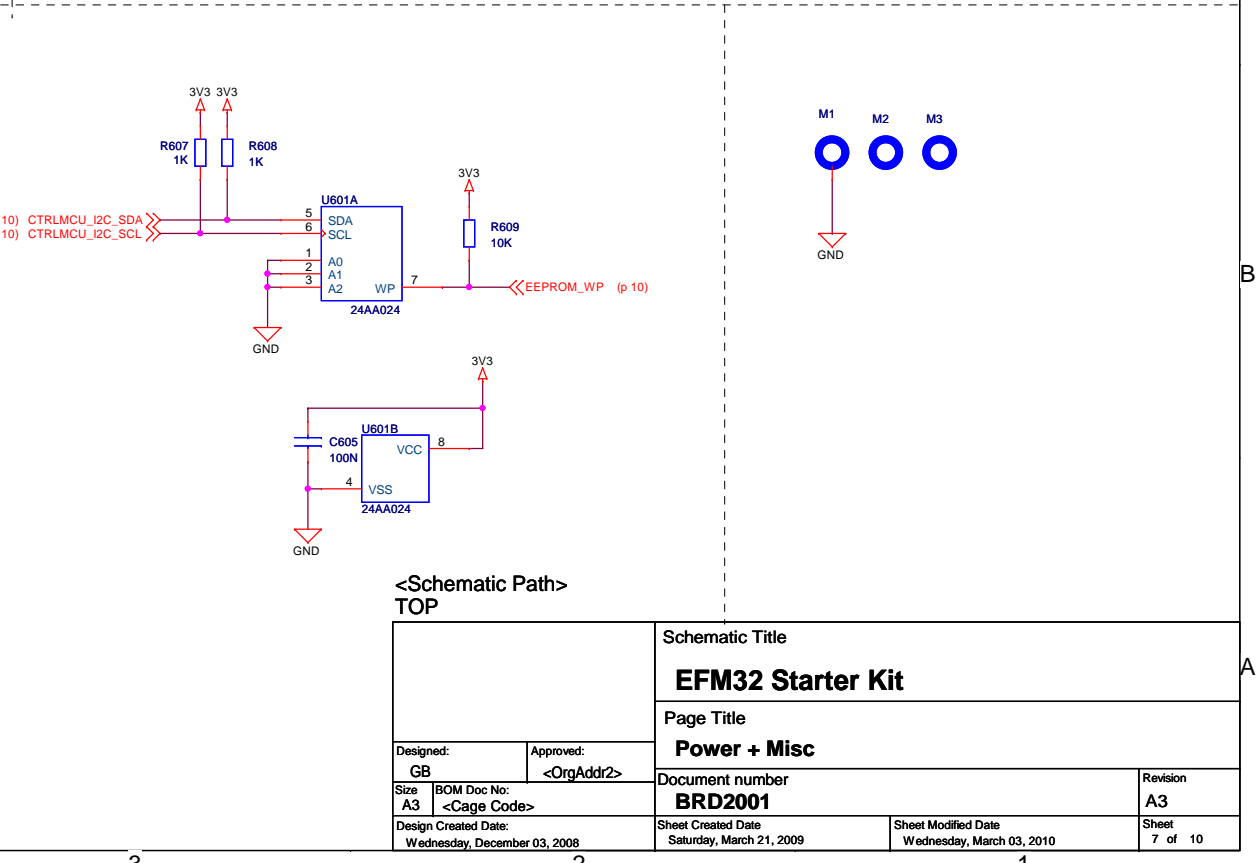 3V3 3V3
R607
1K
R608
1K
10) CTRLMCU_I2C_SDA
10) CTRLMCU_I2C_SCL
U601A
5
6
1
2
3
SDA
SCL
A0
A1
A2
WP
7
24AA024
GND
3V3
R609
10K
EEPROM_WP (p 10)
M1
M2
M3
GND
B
3V3
C605
100N
U601B
VCC
8
4
VSS
24AA024
GND
<Schematic Path>
TOP
Schematic Title
EFM32 Starter Kit
A
Page Title
Power + Misc
Designed:
GB
Approved:
<OrgAddr2>
Size
A3
BOM Doc No:
<Cage Code>
Document number
BRD2001
Revision
A3
Design Created Date:
Wednesday, December 03, 2008
Sheet Created Date
Saturday, March 21, 2009
Sheet Modified Date
Wednesday, March 03, 2010
Sheet
7 of 10
3
2
1